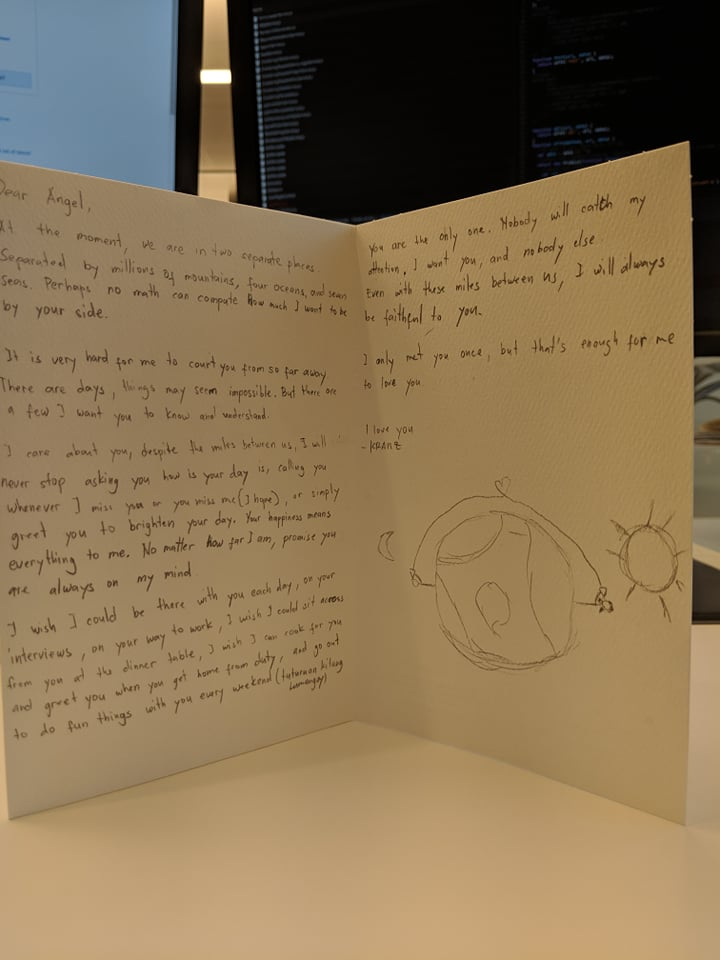 Dear Angel,
At the moment, we are in two separate places.
Separated by millions of mountains, four oceans, and seven
seas. Perhaps no math can compute how much I want to be
by your side.
It is very hard for me to court you from so far away.
There are days, things may seem impossible. But there are
a few I want you to know and understand.
I care about you, despite the miles between us, I will
never stop asking you how is your day is, calling you
whenever I miss you or you miss me (I hope), or simply
greet you to brighten your day. Your happiness means
everything to me. No matter how far I am, promise you
are always on my mind.
I wish I could be there with you each day, on your
interviews, on your way to work, I wish I could sit across
from you at the dinner table, I wish I can cook for you
and greet you when you get home from duty, and go out
to do fun things with you every weekend (tuturuan kitang
lumangoy)
you are the only one. Nobody will catch my
attention. I want you, and nobody else.
Even with these miles between us, I will always
be faithful to you.
I only met you once, but that's enough for me
to love you.
I love you
- KRANZ